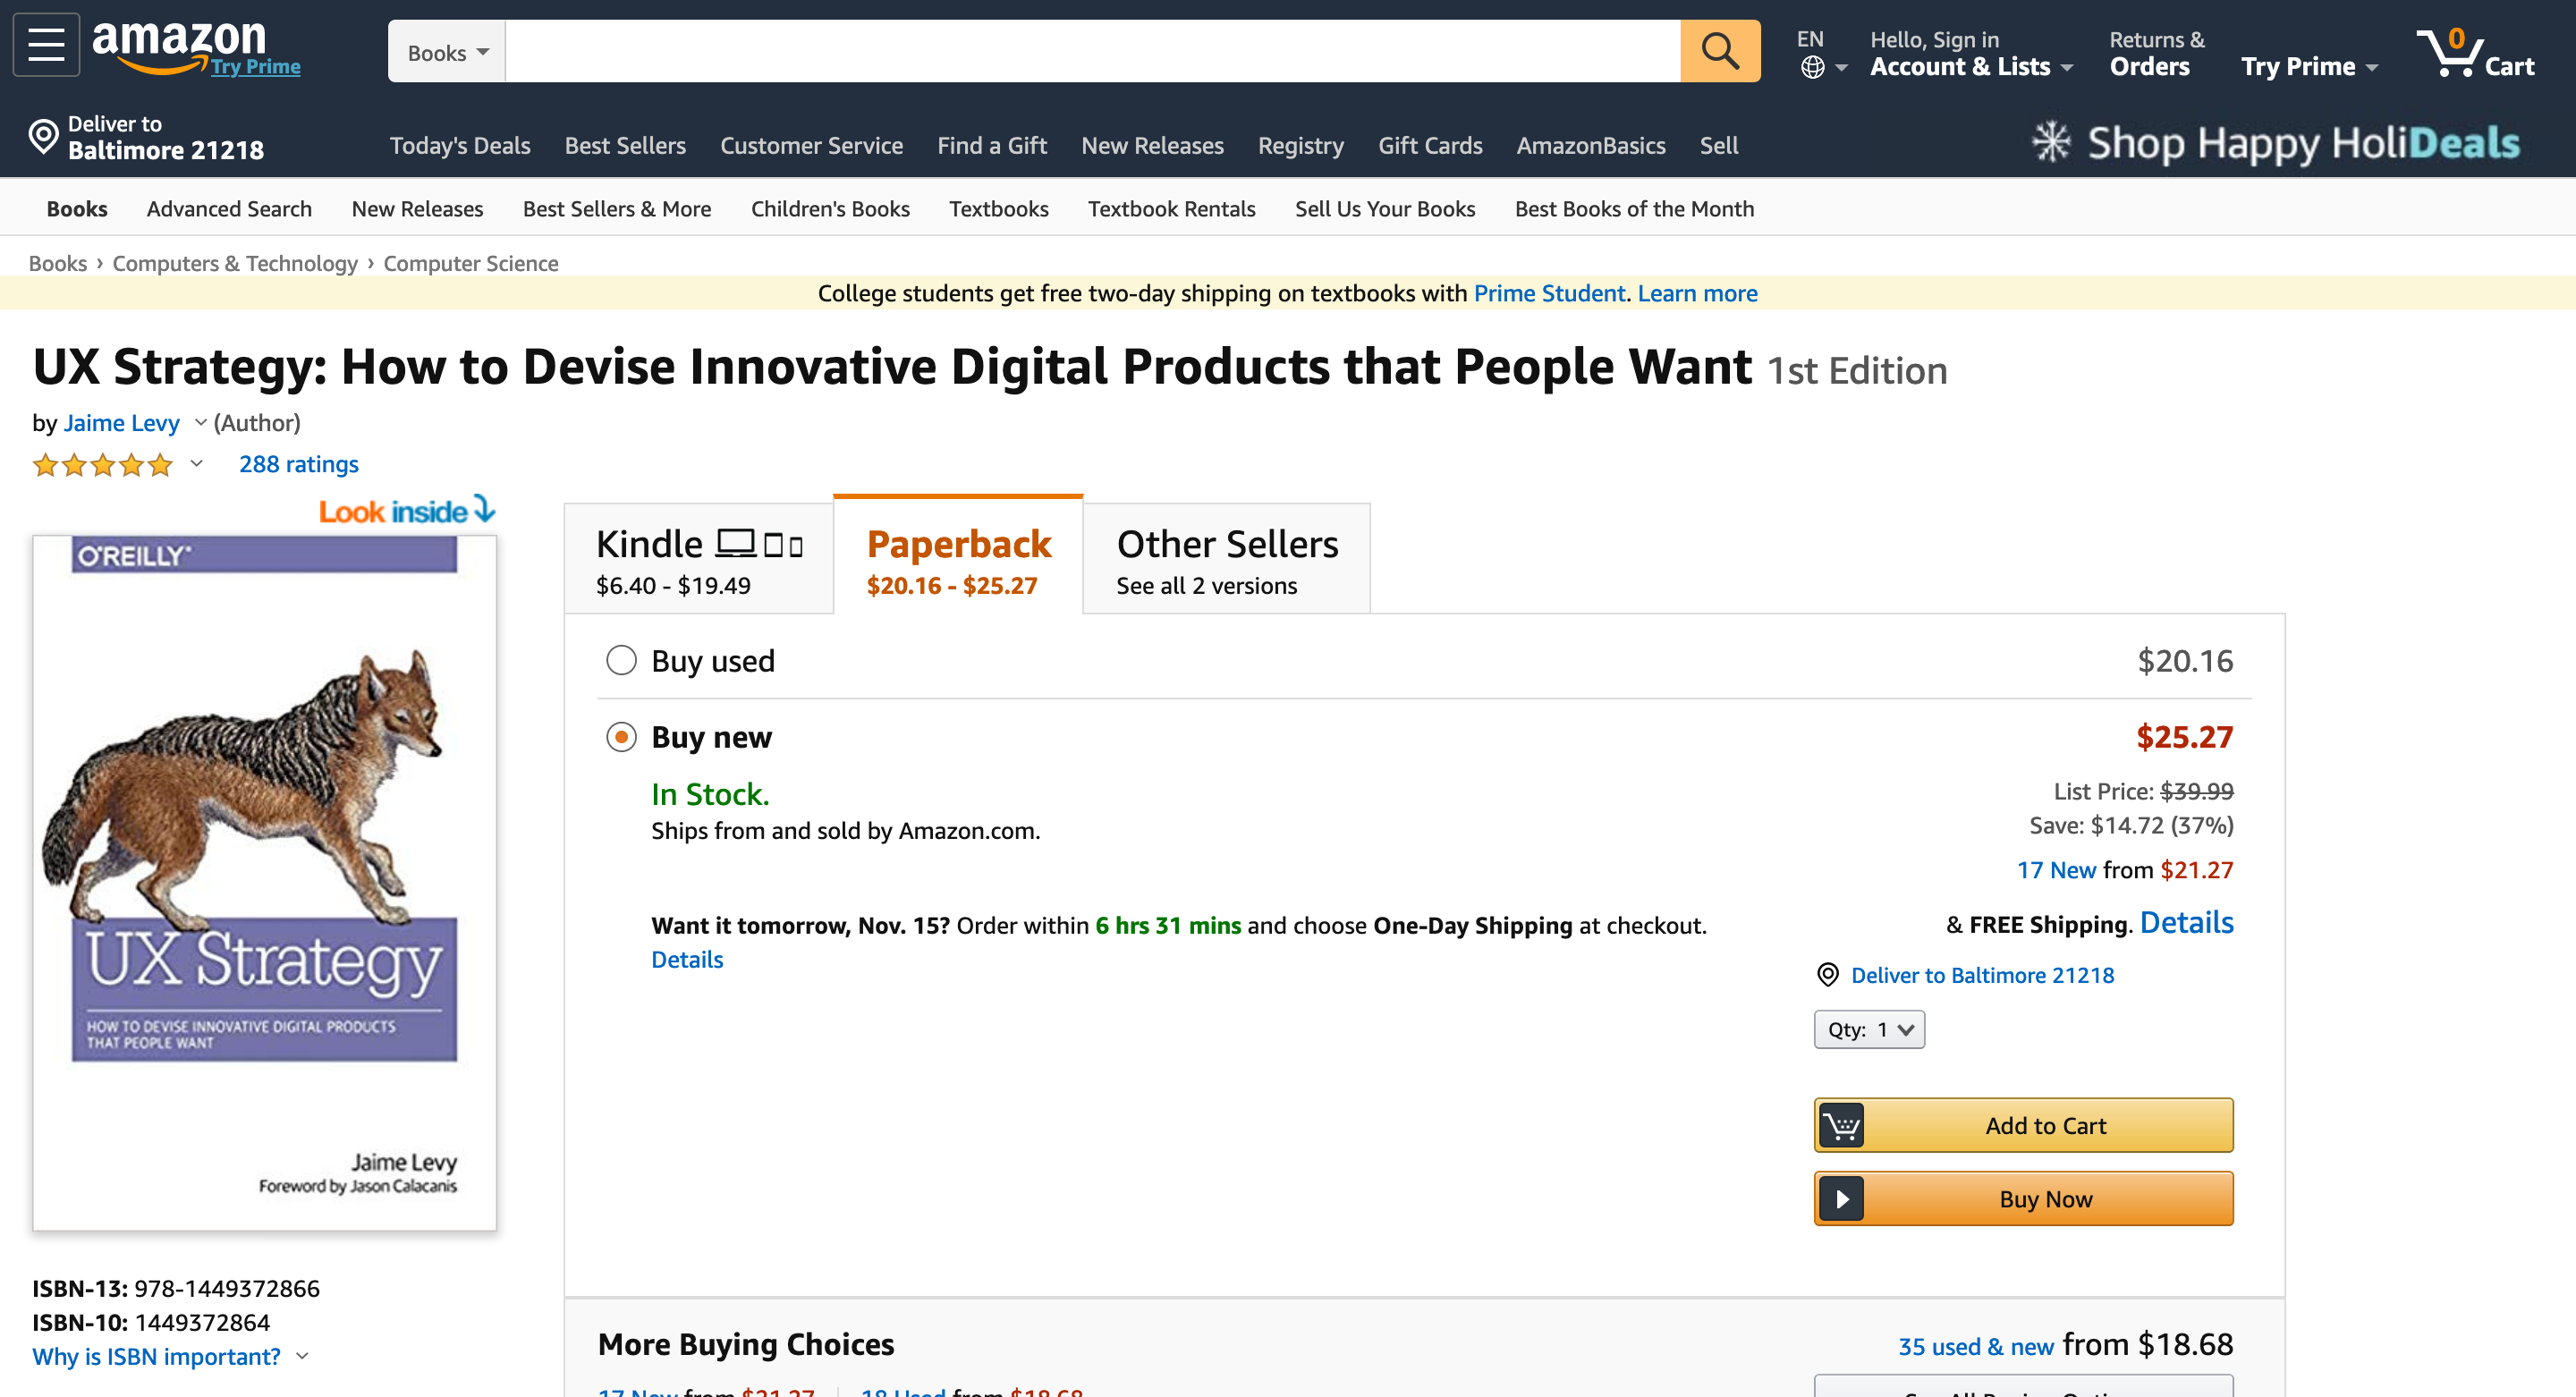 amazon
Try Prime
Books
EN
Hello, Sign in
Account & Lists
Returns &
Orders
Try Prime
0
Cart
Deliver to
Baltimore 21218
Today's Deals
Best Sellers
Customer Service
Find a Gift
New Releases
Registry
Gift Cards
AmazonBasics
Sell
Shop Happy HoliDeals
Books
Advanced Search
New Releases
Best Sellers & More
Children's Books
Textbooks
Textbook Rentals
Sell Us Your Books
Best Books of the Month
Books › Computers & Technology › Computer Science
College students get free two-day shipping on textbooks with Prime Student. Learn more
UX Strategy: How to Devise Innovative Digital Products that People Want 1st Edition
by Jaime Levy (Author)
288 ratings
Look inside
O'REILLY®
UX Strategy
HOW TO DEVISE INNOVATIVE DIGITAL PRODUCTS
THAT PEOPLE WANT
Jaime Levy
Foreword by Jason Calacanis
ISBN-13: 978-1449372866
ISBN-10: 1449372864
Why is ISBN important?
Kindle
$6.40 - $19.49
Paperback
$20.16 - $25.27
Other Sellers
See all 2 versions
Buy used
$20.16
Buy new
$25.27
In Stock.
Ships from and sold by Amazon.com.
List Price: $39.99
Save: $14.72 (37%)
17 New from $21.27
Want it tomorrow, Nov. 15? Order within 6 hrs 31 mins and choose One-Day Shipping at checkout.
Details
& FREE Shipping. Details
Deliver to Baltimore 21218
Qty: 1
Add to Cart
Buy Now
More Buying Choices
35 used & new from $18.68
17 New from $21.27
18 Used from $18.68